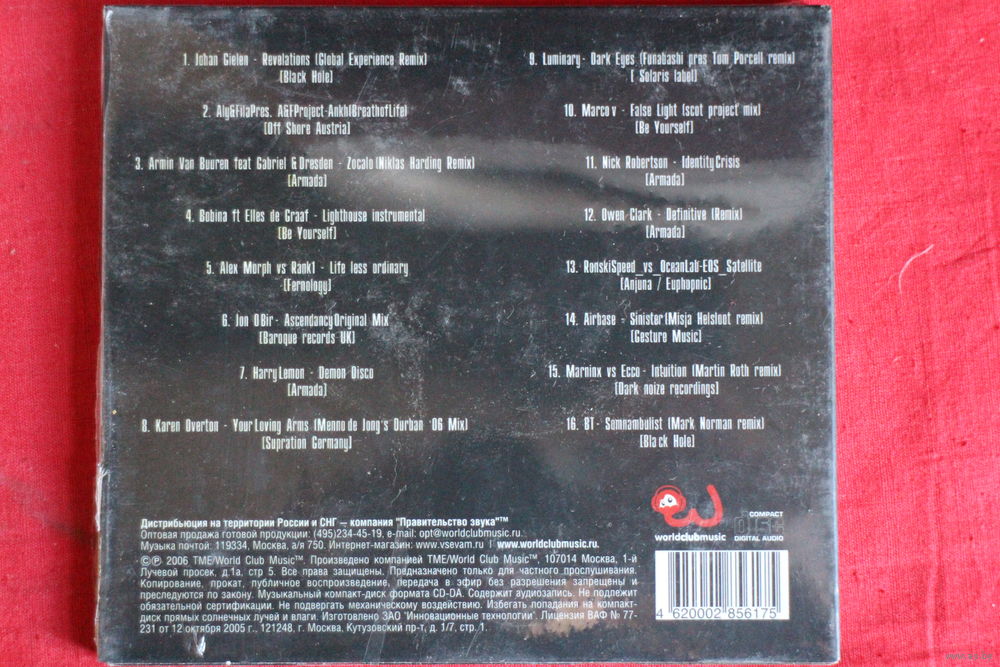 1. Johan Gielen - Revelations (Global Experience Remix)
[Black Hole]
2. Aly&FilaPres. A&FProject-Ankh(BreathofLife)
[Off Shore Austria]
3. Armin Van Buuren feat Gabriel & Dresden - Zocalo (Niklas Harding Remix)
[Armada]
4. Bobina ft Elles de Graaf - Lighthouse instrumental
[Be Yourself]
5. Alex Morph vs Rank1 - Life less ordinary
[Fernology]
6. Jon OBir - AscendancyOriginal Mix
[Baroque records UK]
7. HarryLemon - Demon Disco
[Armada]
8. Karen Overton - Your Loving Arms (Menno de Jong's Durban '06 Mix)
[Supration Germany]
9. Luminary - Dark Eyes (Funabashi pres Tom Porcell remix)
[ Solaris label]
10. Marco v - False Light (scot project mix)
[Be Yourself]
11. Nick Robertson - Identity Crisis
[Armada]
12. Owen Clark - Definitive (Remix)
[Armada]
13. RonskiSpeed_vs_OceanLab-EOS_Satellite
[Anjuna / Euphopnic]
14. Airbase - Sinister (Misja Helsloot remix)
[Gesture Music]
15. Marninx vs Ecco - Intuition (Martin Roth remix)
[Dark noize recordings]
16. BT- Somnambulist (Mark Norman remix)
[Black Hole]
Дистрибьюция на территории России и СНГ — компания "Правительство звука"™
Оптовая продажа готовой продукции: (495)234-45-19. e-mail: opt@worldclubmusic.ru.
Музыка почтой: 119334, Москва, а/я 750. Интернет-магазин: www.vsevam.ru | www.worldclubmusic.ru.
©℗ 2006 TME/World Club Music™. Произведено компанией TME/World Club Music™, 107014 Москва, 1-й
Лучевой просек, д.1а, стр 5. Все права защищены. Предназначено только для частного прослушивания.
Копирование, прокат, публичное воспроизведение, передача в эфир без разрешения запрещены и
преследуются по закону. Музыкальный компакт-диск формата CD-DA. Содержит аудиозапись. Не подлежит
обязательной сертификации. Не подвергать механическому воздействию. Избегать попадания на компакт-
диск прямых солнечных лучей и влаги. Изготовлено ЗАО "Инновационные технологии". Лицензия ВАФ № 77-
231 от 12 октября 2005 г., 121248, г. Москва. Кутузовский пр-т, д. 1/7, стр. 1.
worldclubmusic
COMPACT
DISC
DIGITAL AUDIO
4 620002 856175